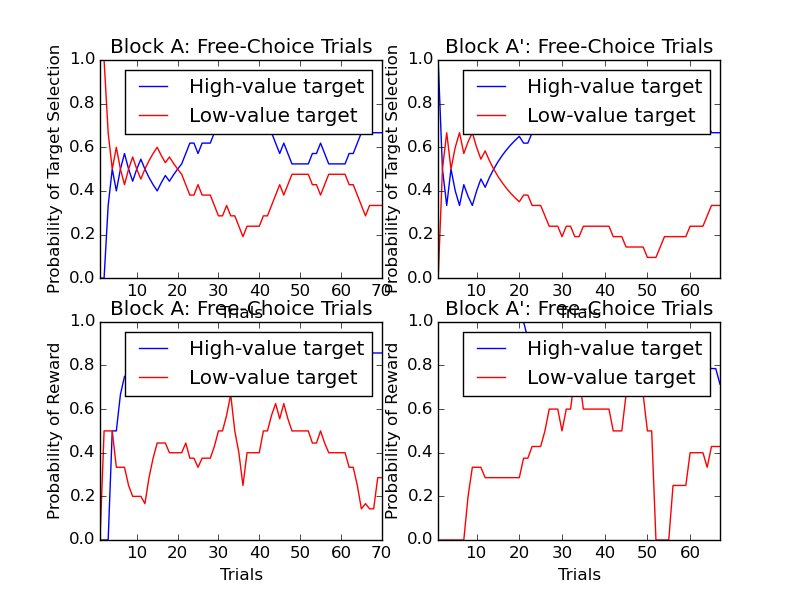 Block A: Free-Choice Trials
Probability of Target Selection
1.0
0.8
0.6
0.4
0.2
0.0
High-value target
Low-value target
10 20 30 40 50 60 70
Trials
Block A': Free-Choice Trials
Probability of Target Selection
1.0
0.8
0.6
0.4
0.2
0.0
High-value target
Low-value target
10 20 30 40 50 60
Trials
Block A: Free-Choice Trials
Probability of Reward
1.0
0.8
0.6
0.4
0.2
0.0
High-value target
Low-value target
10 20 30 40 50 60 70
Trials
Block A': Free-Choice Trials
Probability of Reward
1.0
0.8
0.6
0.4
0.2
0.0
High-value target
Low-value target
10 20 30 40 50 60
Trials